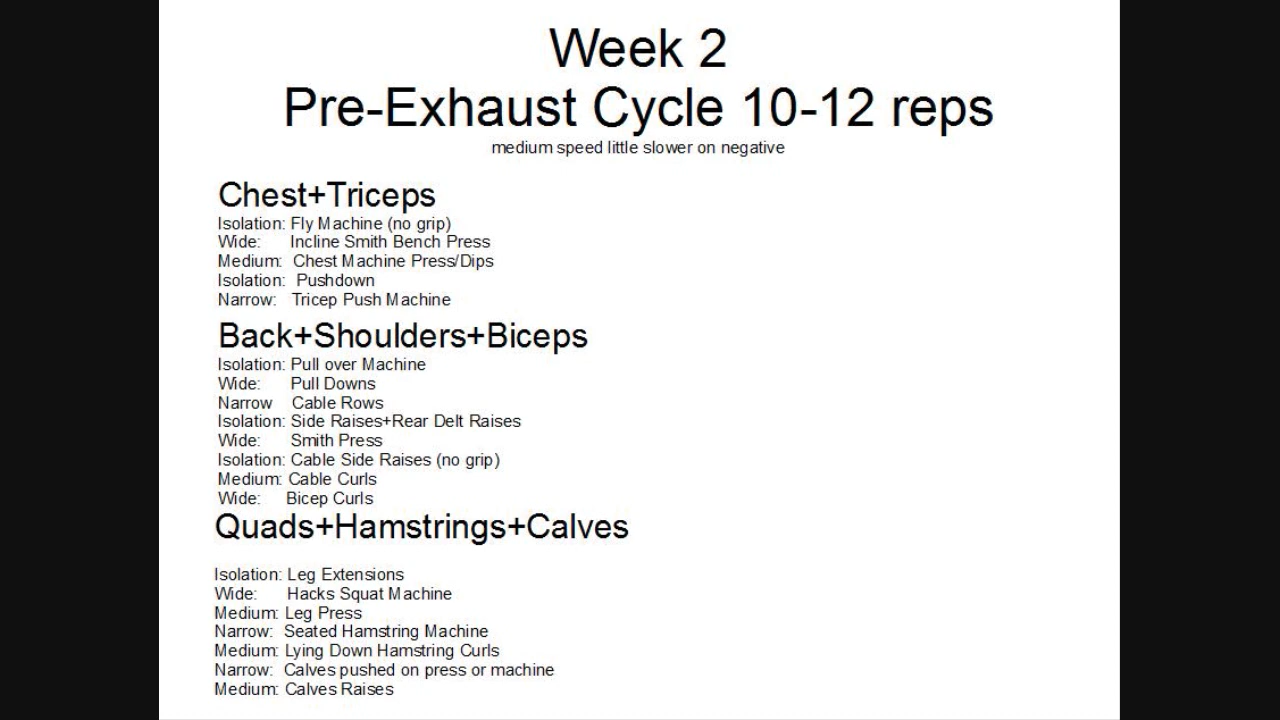 Week 2
Pre-Exhaust Cycle 10-12 reps
medium speed little slower on negative
Chest+Triceps
Isolation: Fly Machine (no grip)
Wide: Incline Smith Bench Press
Medium: Chest Machine Press/Dips
Isolation: Pushdown
Narrow: Tricep Push Machine
Back+Shoulders+Biceps
Isolation: Pull over Machine
Wide: Pull Downs
Narrow Cable Rows
Isolation: Side Raises+Rear Delt Raises
Wide: Smith Press
Isolation: Cable Side Raises (no grip)
Medium: Cable Curls
Wide: Bicep Curls
Quads+Hamstrings+Calves
Isolation: Leg Extensions
Wide: Hacks Squat Machine
Medium: Leg Press
Narrow: Seated Hamstring Machine
Medium: Lying Down Hamstring Curls
Narrow: Calves pushed on press or machine
Medium: Calves Raises